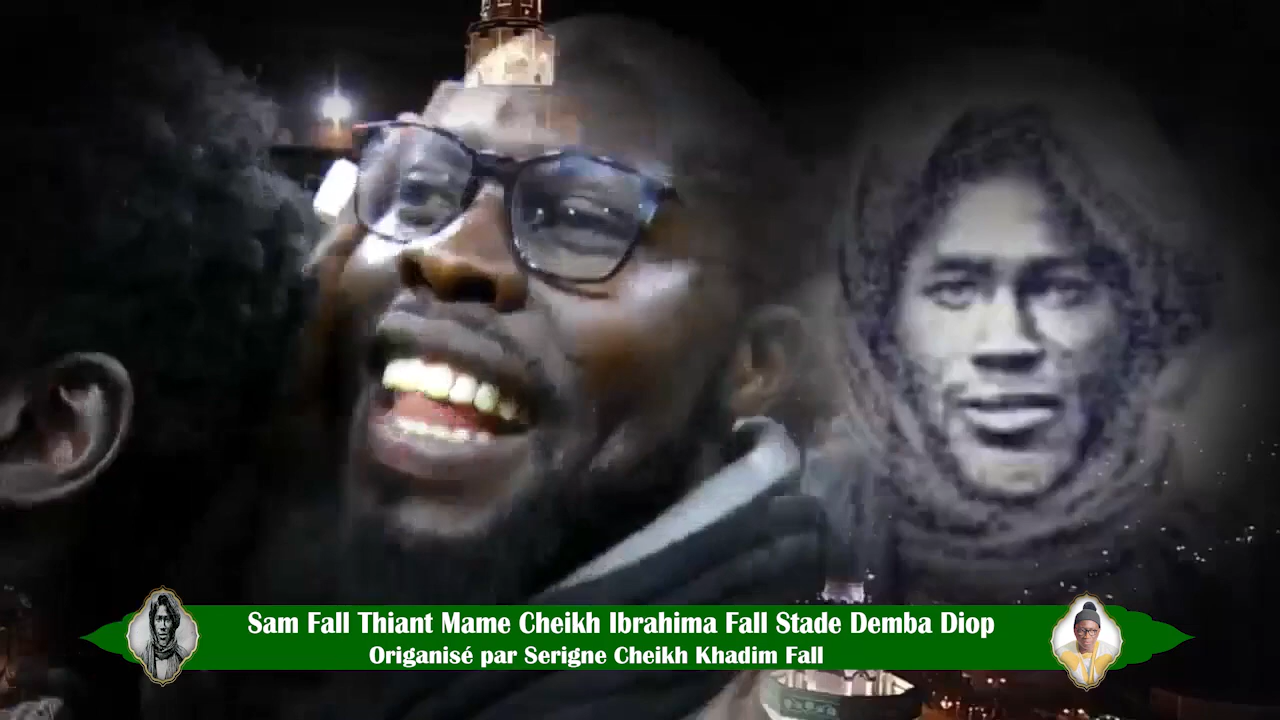 Sam Fall Thiant Mame Cheikh Ibrahima Fall Stade Demba Diop
Origanisé par Serigne Cheikh Khadim Fall